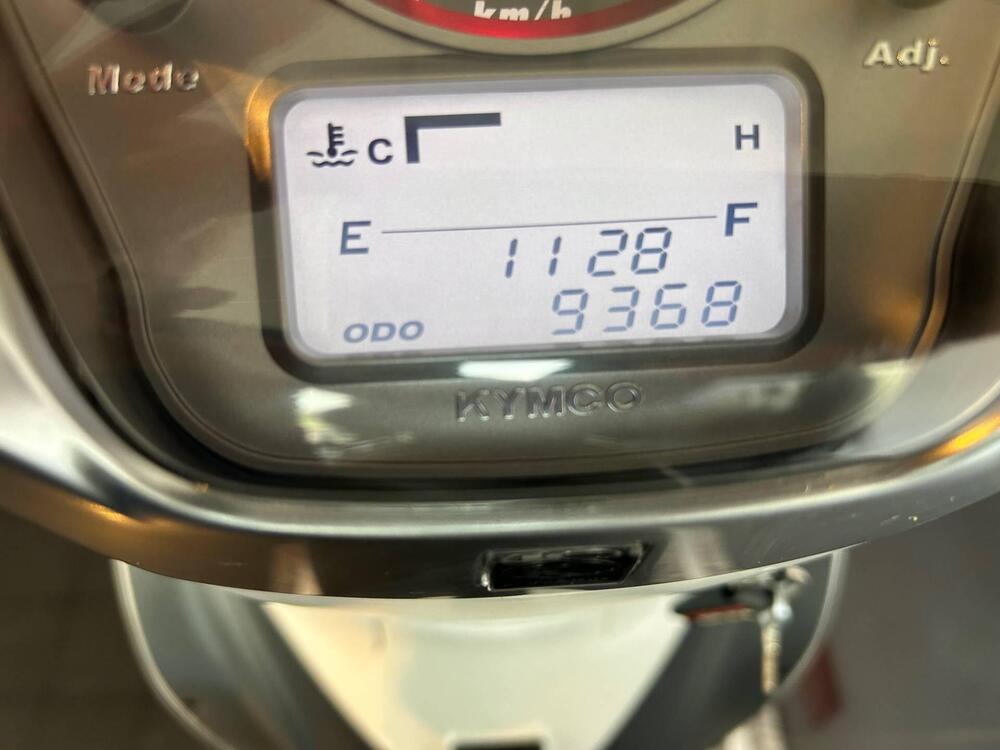 km/h
Mode
Adj.
C H
E F
1128
ODO 9368
KYMCO